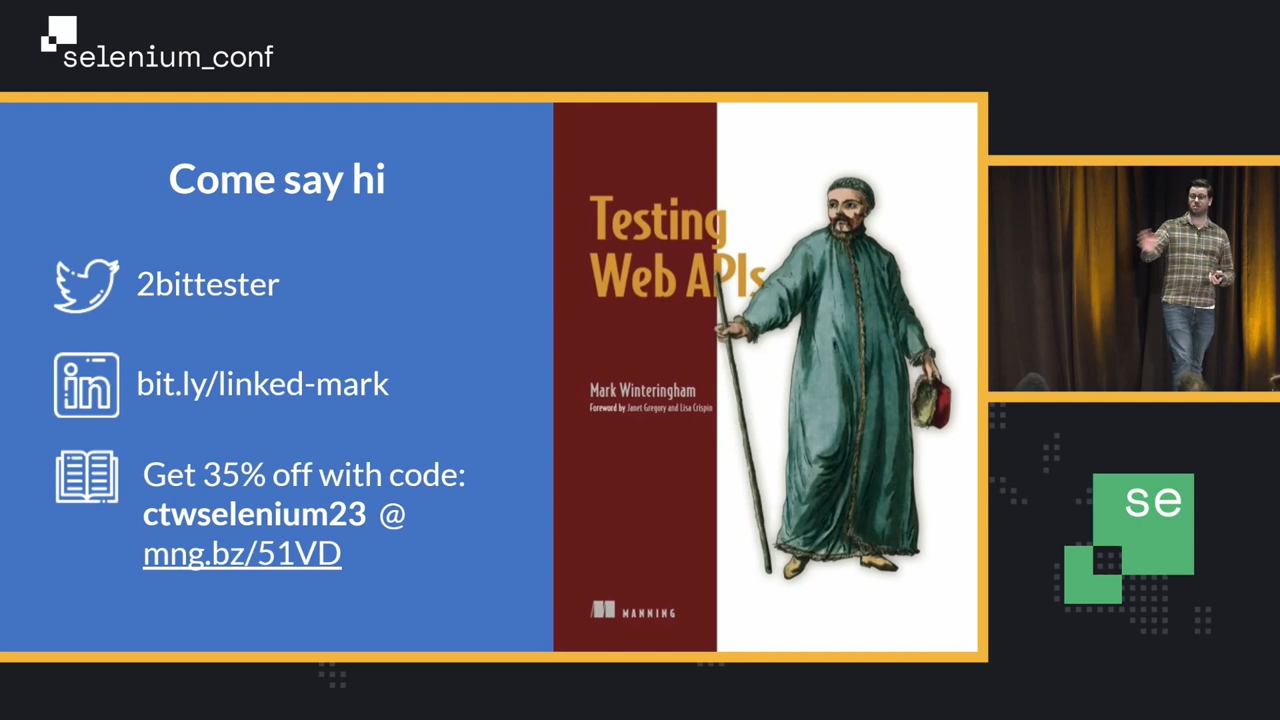 selenium_conf
Come say hi
2bittester
in
bit.ly/linked-mark
Get 35% off with code:
ctwselenium23 @
mng.bz/51VD
Testing
Web APIs
Mark Winteringham
Foreword by Janet Gregory and Lisa Crispin
MANNING
se